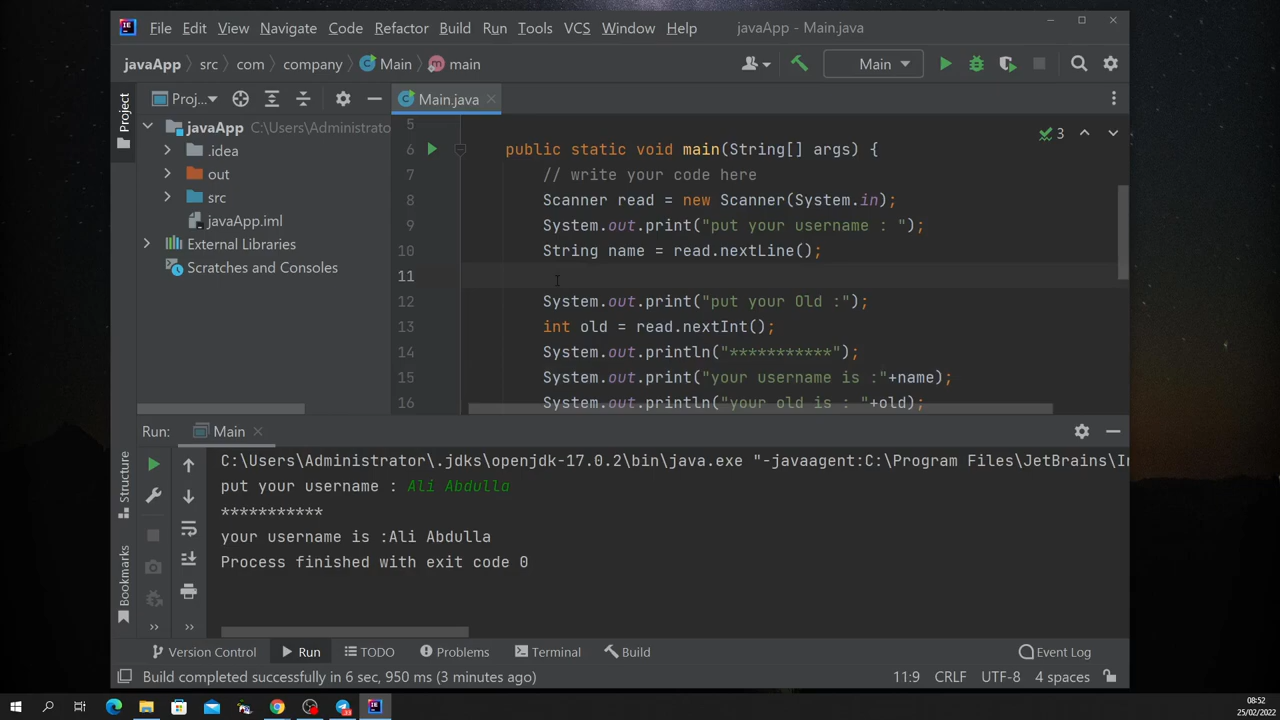 File Edit View Navigate Code Refactor Build Run Tools VCS Window Help javaApp - Main.java
javaApp src com company Main main Main
Project Proj... Main.java
javaApp C:\Users\Administrato
.idea
out
src
javaApp.iml
External Libraries
Scratches and Consoles
5
6 public static void main(String[] args) { 3
7 // write your code here
8 Scanner read = new Scanner(System.in);
9 System.out.print("put your username : ");
10 String name = read.nextLine();
11
12 System.out.print("put your Old :");
13 int old = read.nextInt();
14 System.out.println("***********");
15 System.out.print("your username is :"+name);
16 System.out.println("your old is : "+old);
Run: Main
C:\Users\Administrator\.jdks\openjdk-17.0.2\bin\java.exe "-javaagent:C:\Program Files\JetBrains\In
put your username : Ali Abdulla
***********
your username is :Ali Abdulla
Process finished with exit code 0
Structure
Bookmarks
Version Control Run TODO Problems Terminal Build Event Log
Build completed successfully in 6 sec, 950 ms (3 minutes ago) 11:9 CRLF UTF-8 4 spaces
08:52
25/02/2022